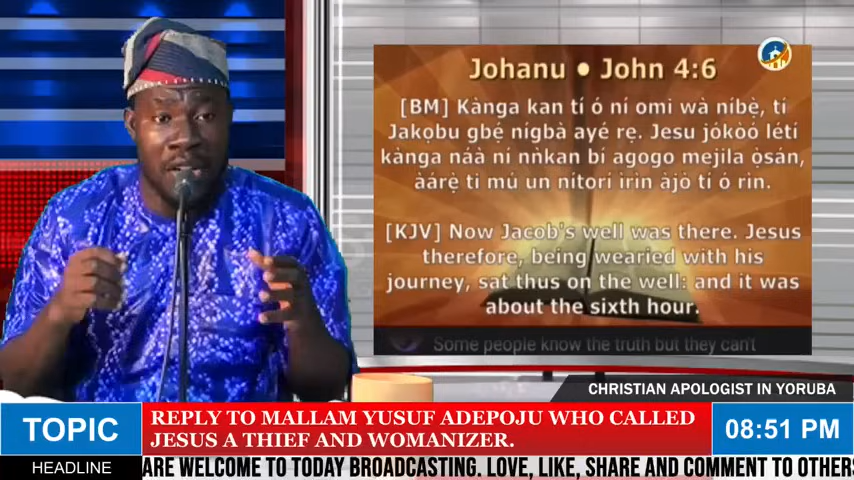 Johanu • John 4:6
[BM] Kànga kan tí ó ní omi wà níbẹ̀, tí
Jakọbu gbẹ́ nígbà ayé rẹ. Jesu jókòó létí
kànga náà ní nǹkan bí agogo mejila ọ̀sán,
àárẹ̀ ti mú un nítorí ìrìn àjò tí ó rìn.
[KJV] Now Jacob's well was there. Jesus
therefore, being wearied with his
journey, sat thus on the well: and it was
about the sixth hour.
Some people know the truth but they can't
CHRISTIAN APOLOGIST IN YORUBA
TOPIC
REPLY TO MALLAM YUSUF ADEPOJU WHO CALLED
JESUS A THIEF AND WOMANIZER.
08:51 PM
HEADLINE
ARE WELCOME TO TODAY BROADCASTING. LOVE, LIKE, SHARE AND COMMENT TO OTHERS